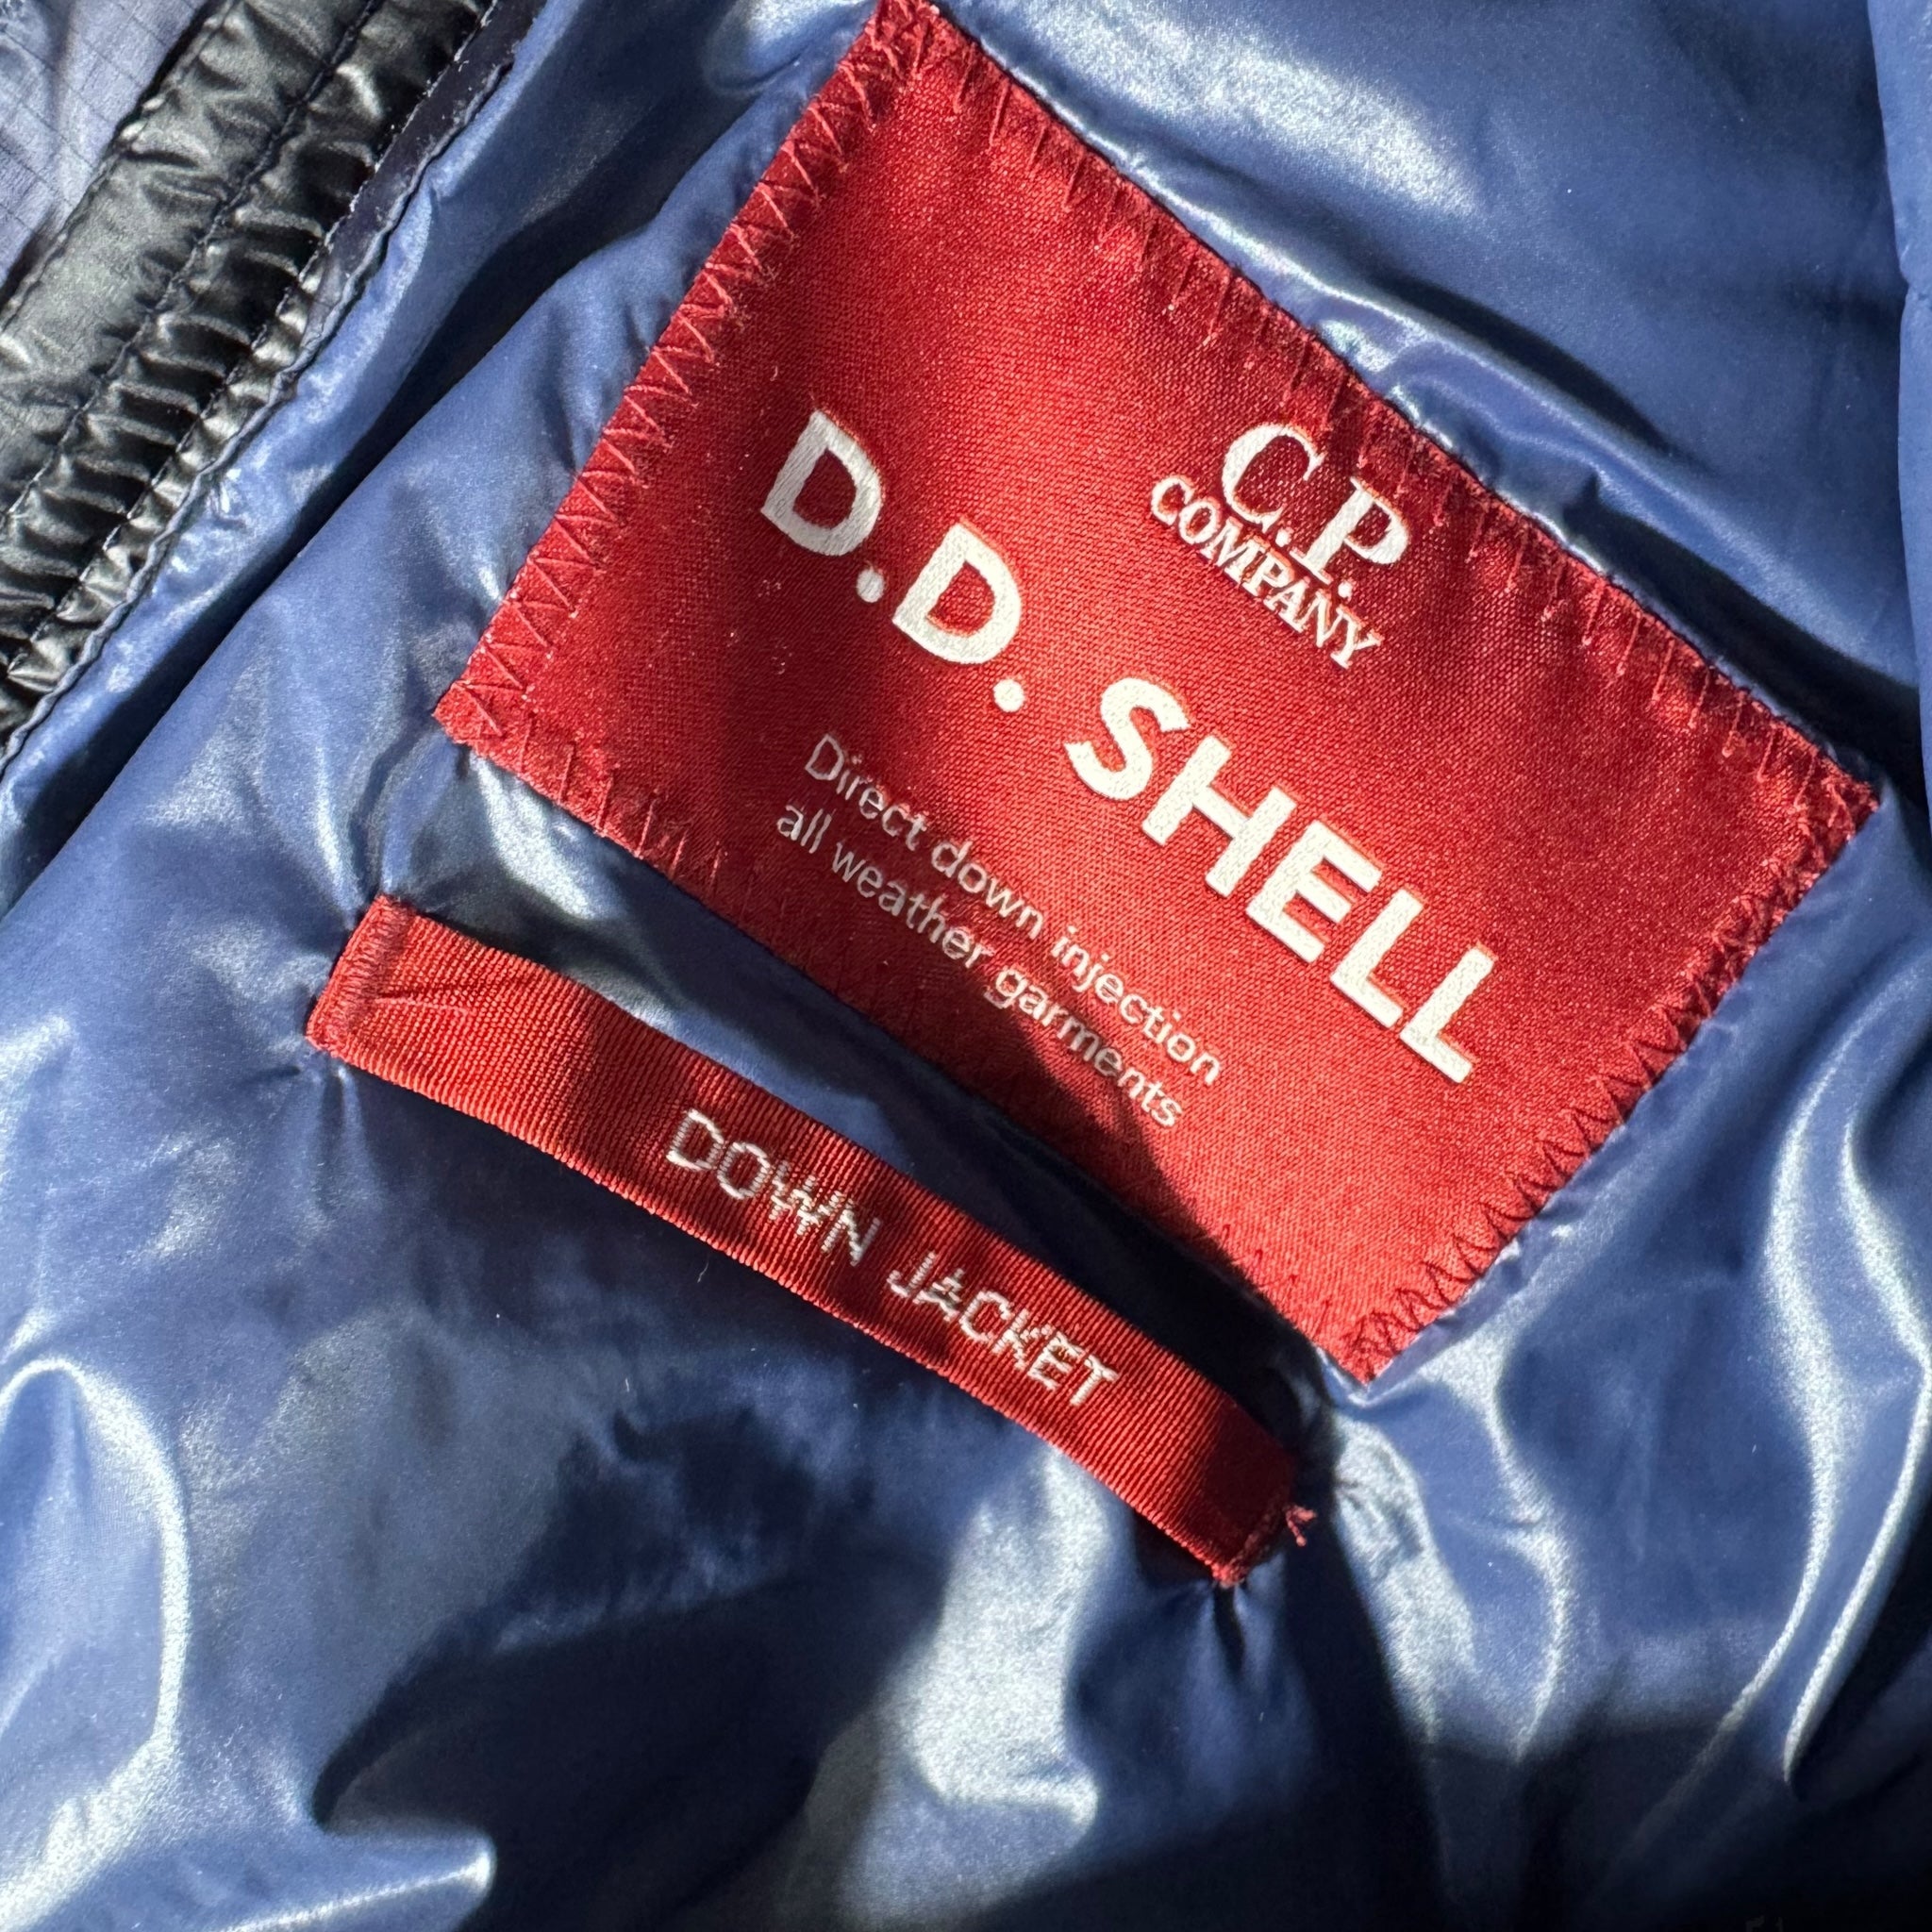 C.P.
COMPANY
D.D. SHELL
Direct down injection
all weather garments
DOWN JACKET